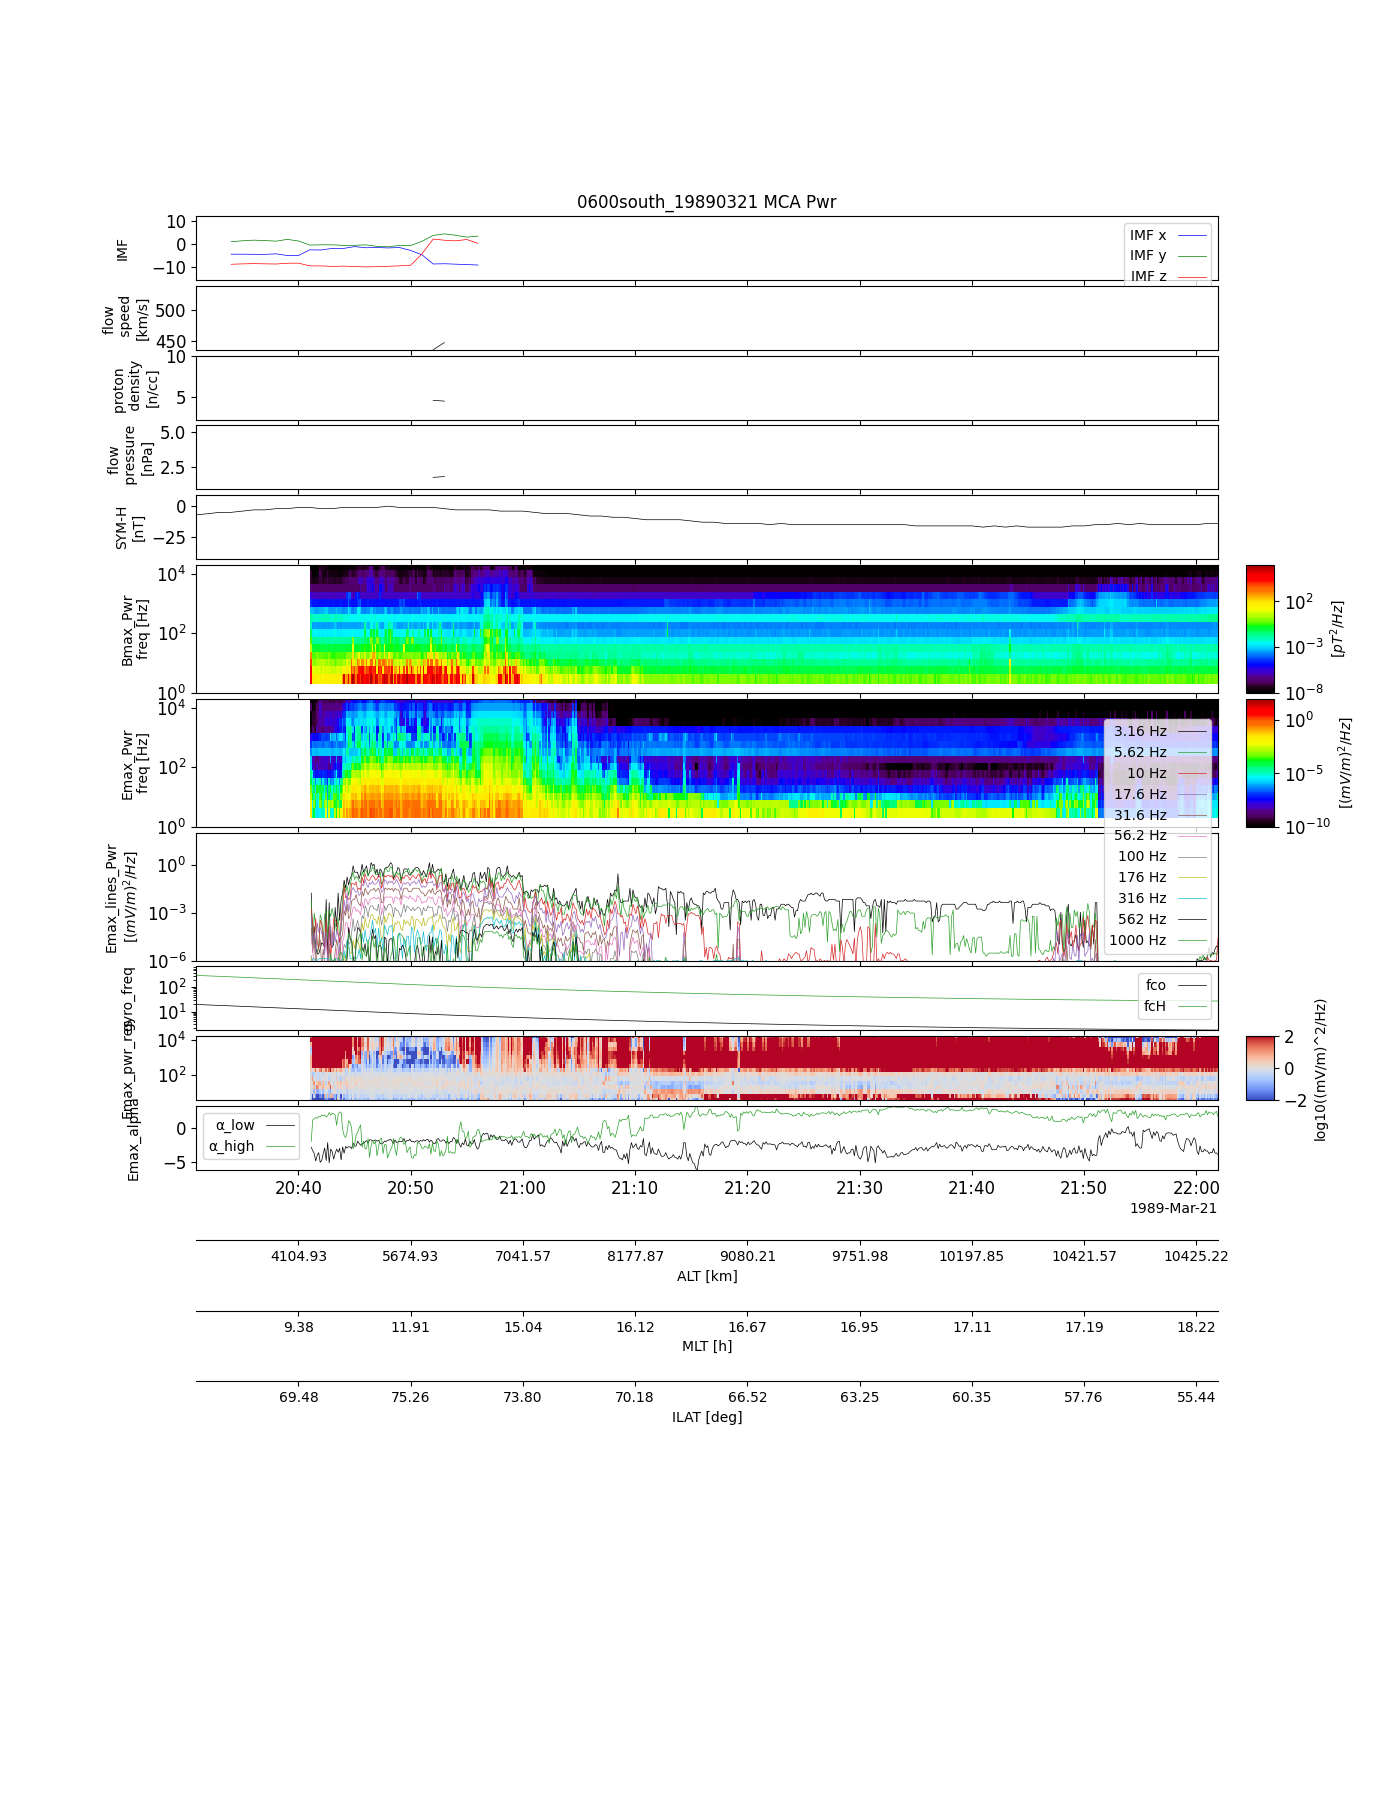 0600south_19890321 MCA Pwr
10
0
−10
IMF
IMF x
IMF y
IMF z
500
450
flow
speed
[km/s]
10
5
proton
density
[n/cc]
5.0
2.5
flow
pressure
[nPa]
0
−25
SYM-H
[nT]
10^4
10^2
10^0
Bmax_Pwr
freq [Hz]
10^2
10^−3
10^−8
[pT^2/Hz]
10^4
10^2
10^0
Emax_Pwr
freq [Hz]
10^0
10^−5
10^−10
[(mV/m)^2/Hz]
3.16 Hz
5.62 Hz
10 Hz
17.6 Hz
31.6 Hz
56.2 Hz
100 Hz
176 Hz
316 Hz
562 Hz
1000 Hz
10^0
10^−3
10^−6
Emax_lines_Pwr
[(mV/m)^2/Hz]
10^2
10^1
fco
fcH
10^4
10^2
2
0
−2
log10((mV/m)^2/Hz)
0
−5
Emax_alpha
α_low
α_high
20:40 20:50 21:00 21:10 21:20 21:30 21:40 21:50 22:00
1989-Mar-21
4104.93 5674.93 7041.57 8177.87 9080.21 9751.98 10197.85 10421.57 10425.22
ALT [km]
9.38 11.91 15.04 16.12 16.67 16.95 17.11 17.19 18.22
MLT [h]
69.48 75.26 73.80 70.18 66.52 63.25 60.35 57.76 55.44
ILAT [deg]